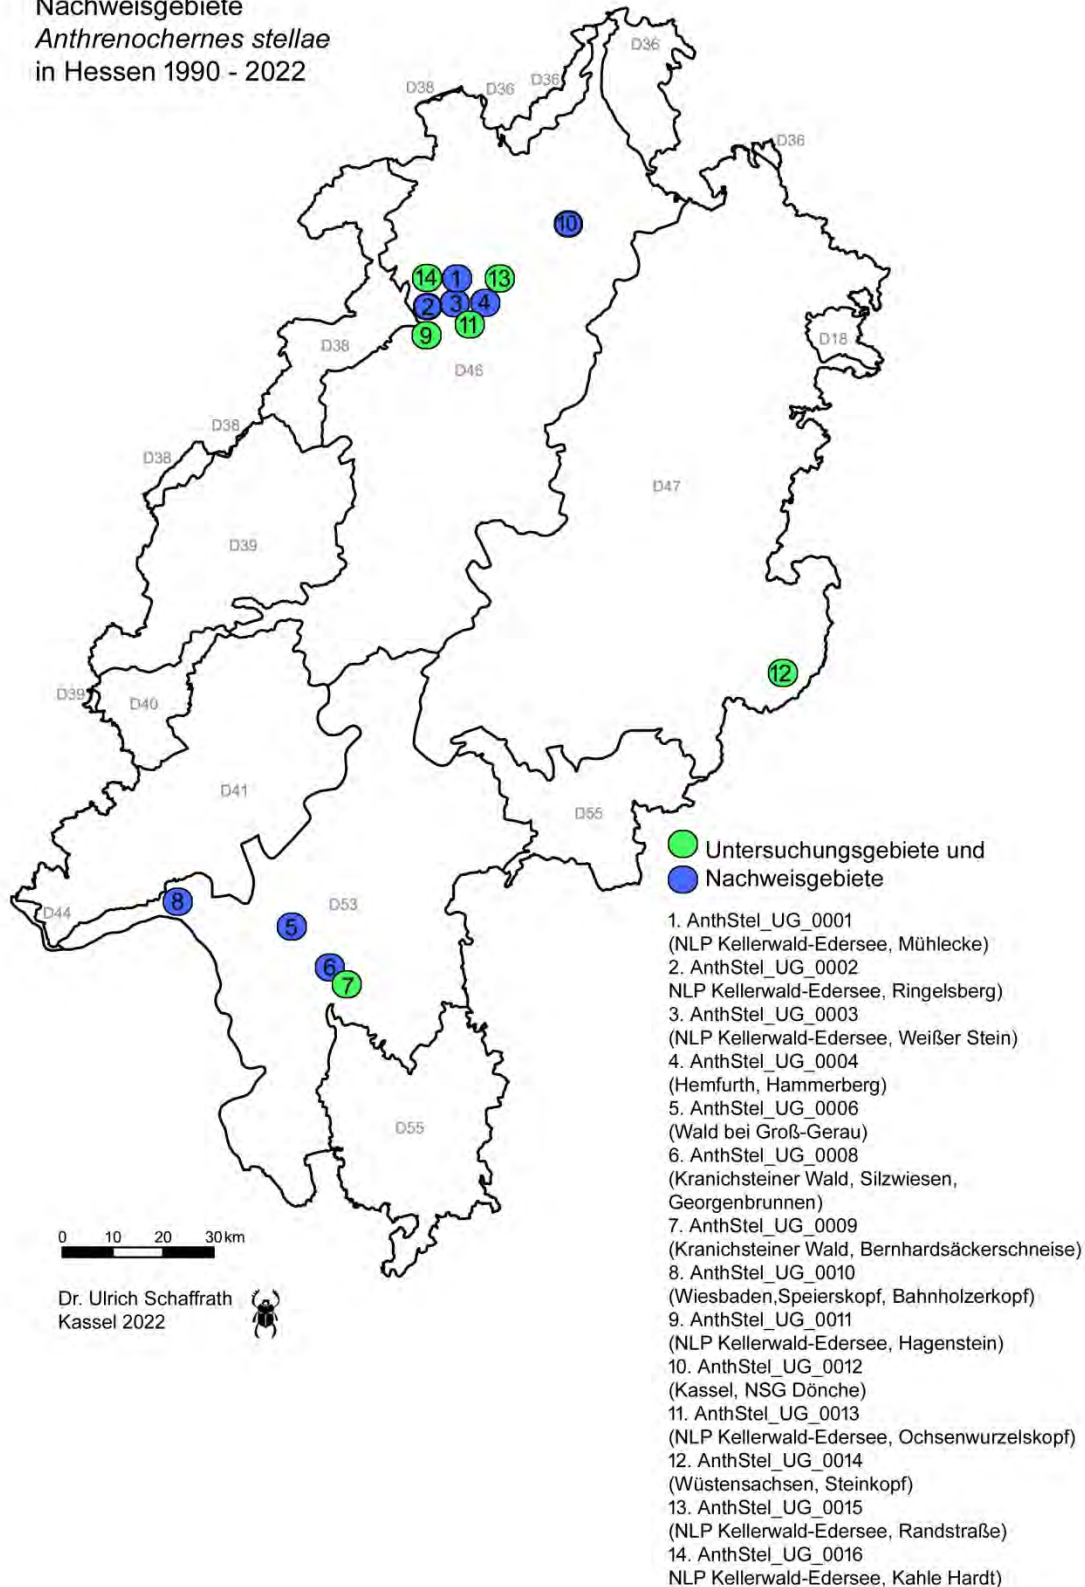 Nachweisgebiete
Anthrenochernes stellae
in Hessen 1990 - 2022
D36
D38
D36
D36
D36
10
14
1
13
2
3
4
9
11
D38
D46
D18
D38
D38
D47
D39
12
D39
D40
D41
D55
Untersuchungsgebiete und
Nachweisgebiete
8
D44
5
D53
6
7
D55
1. AnthStel_UG_0001
(NLP Kellerwald-Edersee, Mühlecke)
2. AnthStel_UG_0002
NLP Kellerwald-Edersee, Ringelsberg)
3. AnthStel_UG_0003
(NLP Kellerwald-Edersee, Weißer Stein)
4. AnthStel_UG_0004
(Hemfurth, Hammerberg)
5. AnthStel_UG_0006
(Wald bei Groß-Gerau)
6. AnthStel_UG_0008
(Kranichsteiner Wald, Silzwiesen,
Georgenbrunnen)
7. AnthStel_UG_0009
(Kranichsteiner Wald, Bernhardsäckerschneise)
8. AnthStel_UG_0010
(Wiesbaden,Speierskopf, Bahnholzerkopf)
9. AnthStel_UG_0011
(NLP Kellerwald-Edersee, Hagenstein)
10. AnthStel_UG_0012
(Kassel, NSG Dönche)
11. AnthStel_UG_0013
(NLP Kellerwald-Edersee, Ochsenwurzelskopf)
12. AnthStel_UG_0014
(Wüstensachsen, Steinkopf)
13. AnthStel_UG_0015
(NLP Kellerwald-Edersee, Randstraße)
14. AnthStel_UG_0016
NLP Kellerwald-Edersee, Kahle Hardt)
0 10 20 30 km
Dr. Ulrich Schaffrath
Kassel 2022